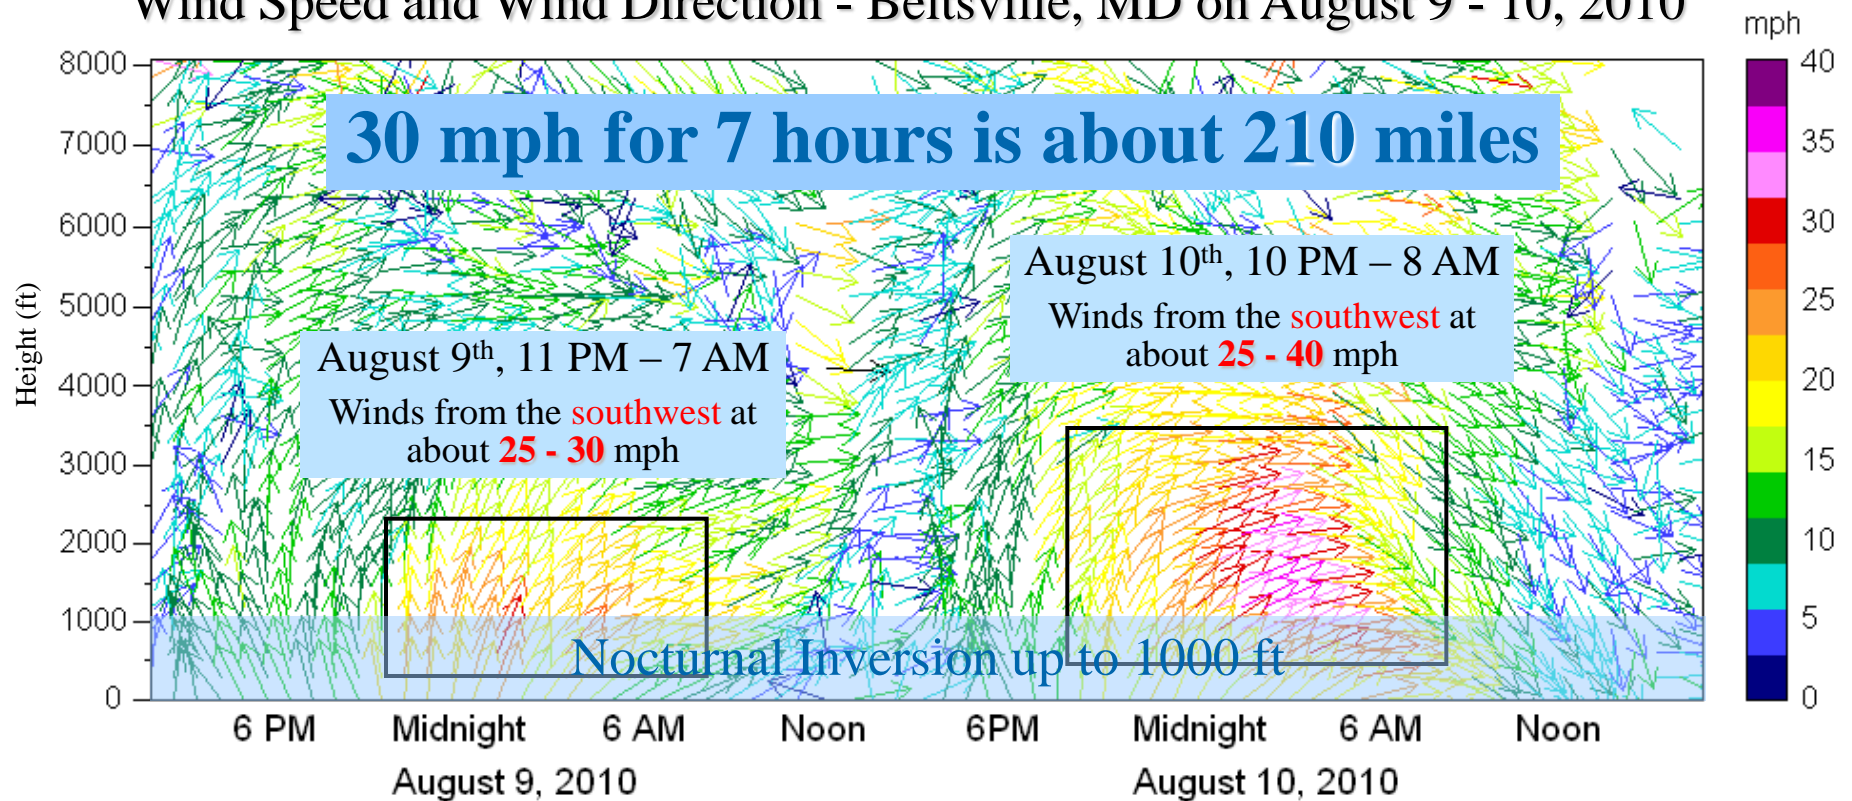 Wind Speed and Wind Direction - Beltsville, MD on August 9 - 10, 2010
mph
8000
7000
6000
5000
4000
3000
2000
1000
0
Height (ft)
30 mph for 7 hours is about 210 miles
August 9th, 11 PM – 7 AM
Winds from the southwest at
about 25 - 30 mph
August 10th, 10 PM – 8 AM
Winds from the southwest at
about 25 - 40 mph
Nocturnal Inversion up to 1000 ft
40
35
30
25
20
15
10
5
0
6 PM Midnight 6 AM Noon 6PM Midnight 6 AM Noon
August 9, 2010 August 10, 2010